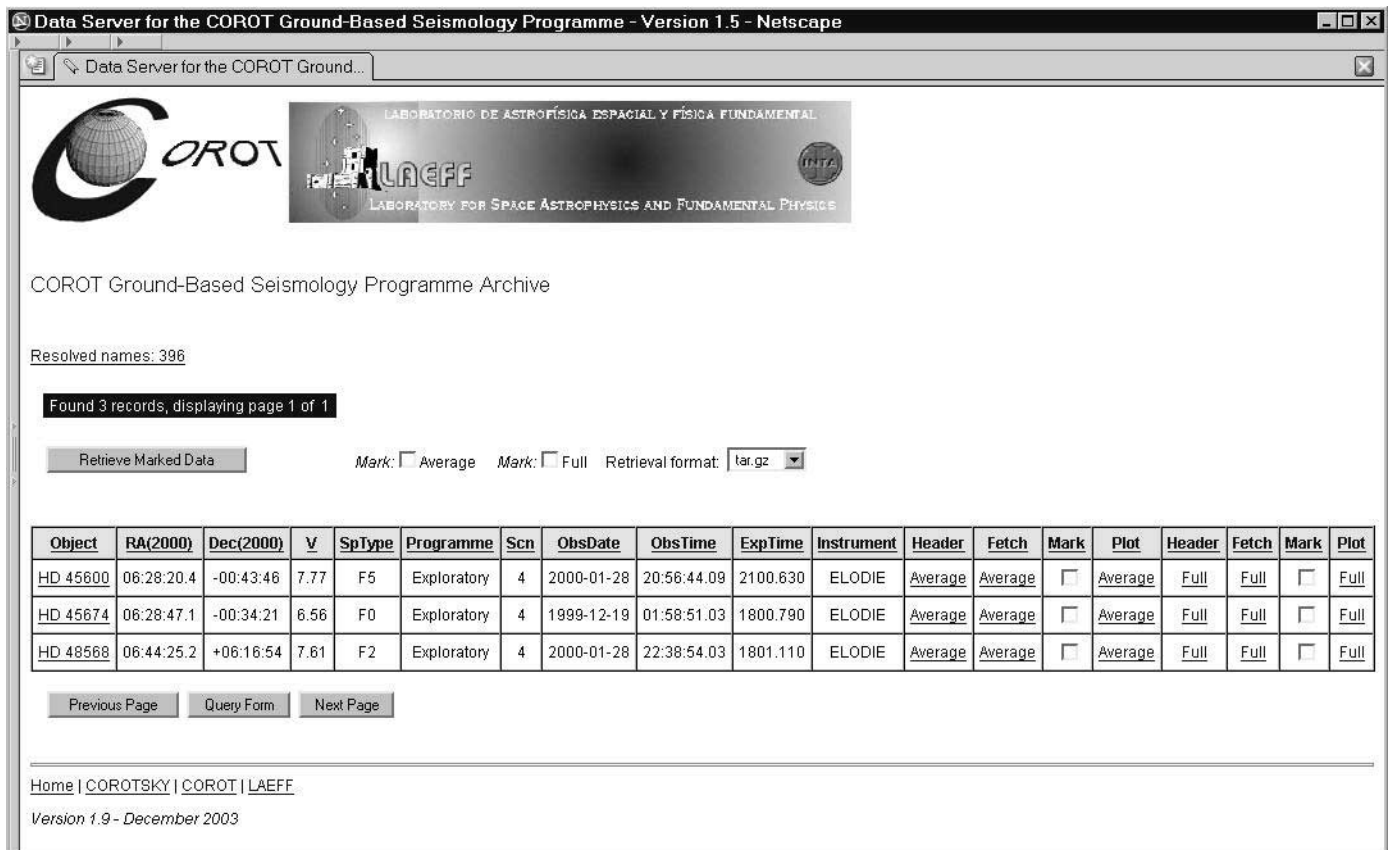 Data Server for the COROT Ground-Based Seismology Programme - Version 1.5 - Netscape
Data Server for the COROT Ground...
COROT
LABORATORIO DE ASTROFÍSICA ESPACIAL Y FÍSICA FUNDAMENTAL
LAEFF
INTA
LABORATORY FOR SPACE ASTROPHYSICS AND FUNDAMENTAL PHYSICS
COROT Ground-Based Seismology Programme Archive
Resolved names: 396
Found 3 records, displaying page 1 of 1
Retrieve Marked Data Mark: Average Mark: Full Retrieval format: tar.gz
Object RA(2000) Dec(2000) V SpType Programme Scn ObsDate ObsTime ExpTime Instrument Header Fetch Mark Plot Header Fetch Mark Plot
HD 45600 06:28:20.4 -00:43:46 7.77 F5 Exploratory 4 2000-01-28 20:56:44.09 2100.630 ELODIE Average Average Average Full Full Full
HD 45674 06:28:47.1 -00:34:21 6.56 F0 Exploratory 4 1999-12-19 01:58:51.03 1800.790 ELODIE Average Average Average Full Full Full
HD 48568 06:44:25.2 +06:16:54 7.61 F2 Exploratory 4 2000-01-28 22:38:54.03 1801.110 ELODIE Average Average Average Full Full Full
Previous Page Query Form Next Page
Home | COROTSKY | COROT | LAEFF
Version 1.9 - December 2003